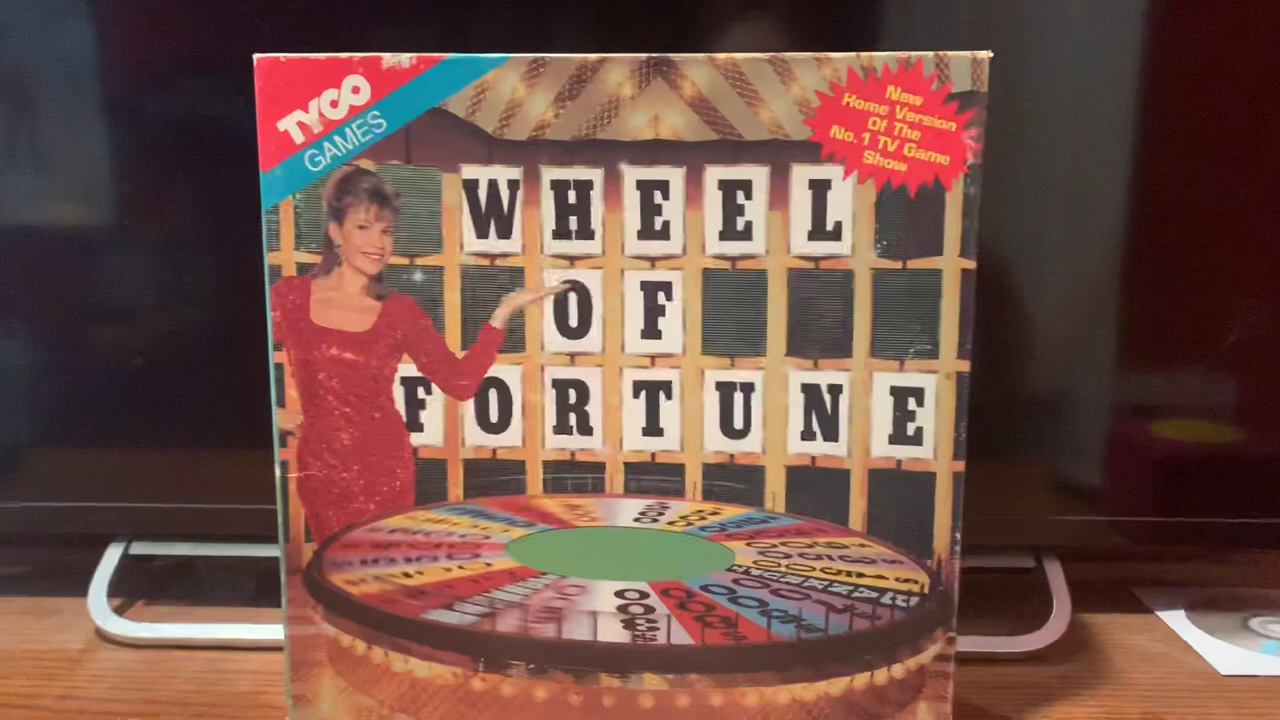 TYCO
GAMES
New
Home Version
Of The
No. 1 TV Game
Show
WHEEL
OF
FORTUNE